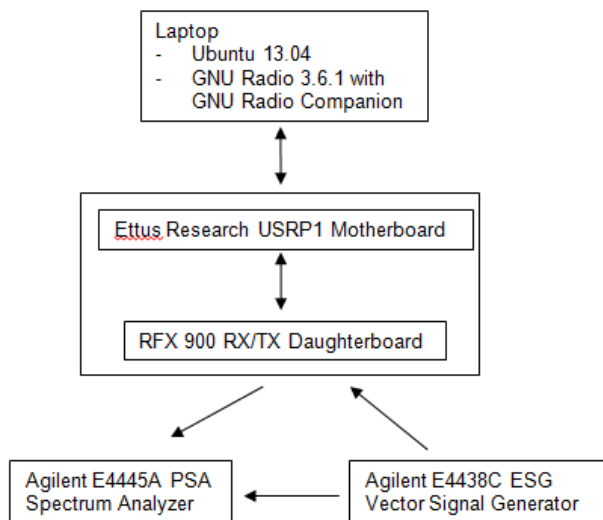 Laptop
- Ubuntu 13.04
- GNU Radio 3.6.1 with
GNU Radio Companion
Ettus Research USRP1 Motherboard
RFX 900 RX/TX Daughterboard
Agilent E4445A PSA
Spectrum Analyzer
Agilent E4438C ESG
Vector Signal Generator